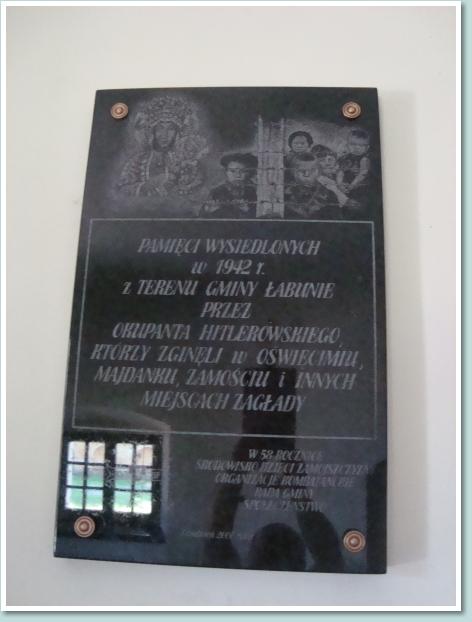 PAMIĘCI WYSIEDLONYCH
w 1942 r.
z TERENU GMINY ŁABUNIE
PRZEZ
OKUPANTA HITLEROWSKIEGO,
KTÓRZY ZGINĘLI w OŚWIĘCIMIU,
MAJDANKU, ZAMOŚCIU i INNYCH
MIEJSCACH ZAGŁADY
W 58 ROCZNICĘ
ŚRODOWISKO DZIECI ZAMOJSZCZYZNY
ORGANIZACJE KOMBATANCKIE
RADA GMINY
SPOŁECZEŃSTWO